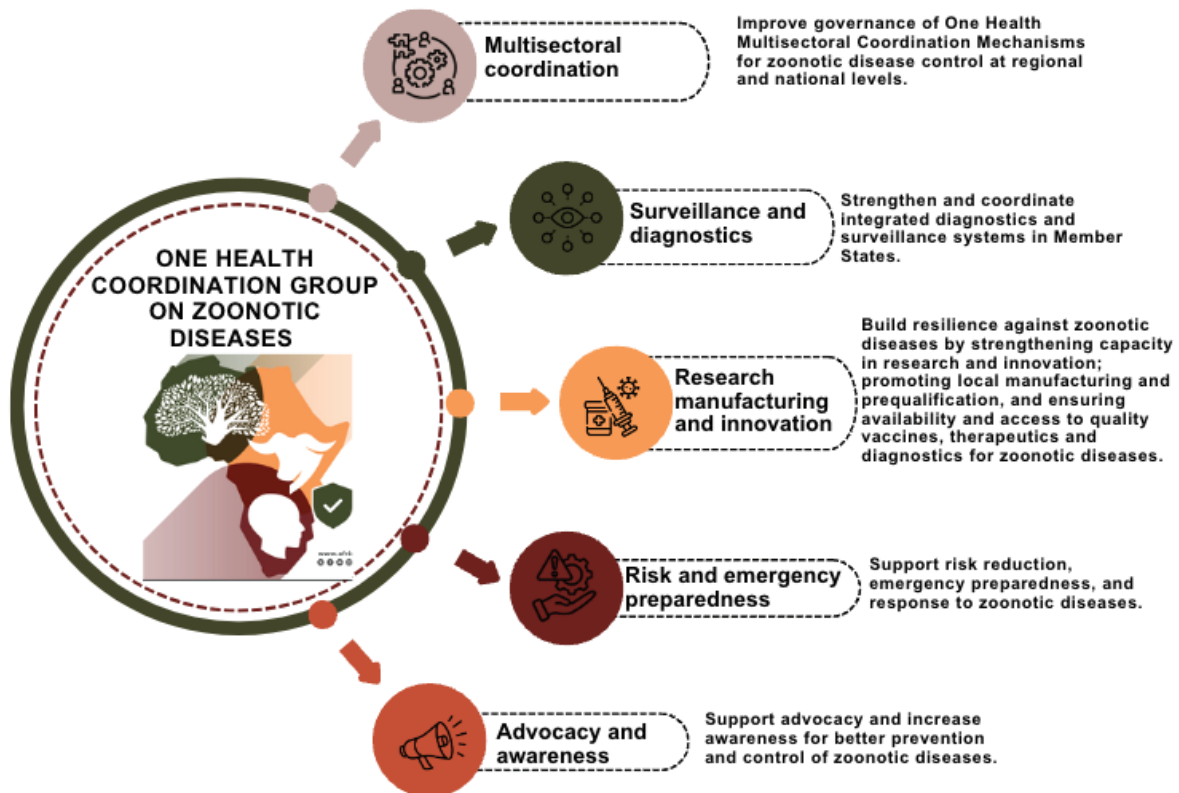 Multisectoral
coordination
Improve governance of One Health
Multisectoral Coordination Mechanisms
for zoonotic disease control at regional
and national levels.
Surveillance and
diagnostics
Strengthen and coordinate
integrated diagnostics and
surveillance systems in Member
States.
ONE HEALTH
COORDINATION GROUP
ON ZOONOTIC
DISEASES
Research
manufacturing
and innovation
Build resilience against zoonotic
diseases by strengthening capacity
in research and innovation;
promoting local manufacturing and
prequalification, and ensuring
availability and access to quality
vaccines, therapeutics and
diagnostics for zoonotic diseases.
Risk and emergency
preparedness
Support risk reduction,
emergency preparedness, and
response to zoonotic diseases.
Advocacy and
awareness
Support advocacy and increase
awareness for better prevention
and control of zoonotic diseases.